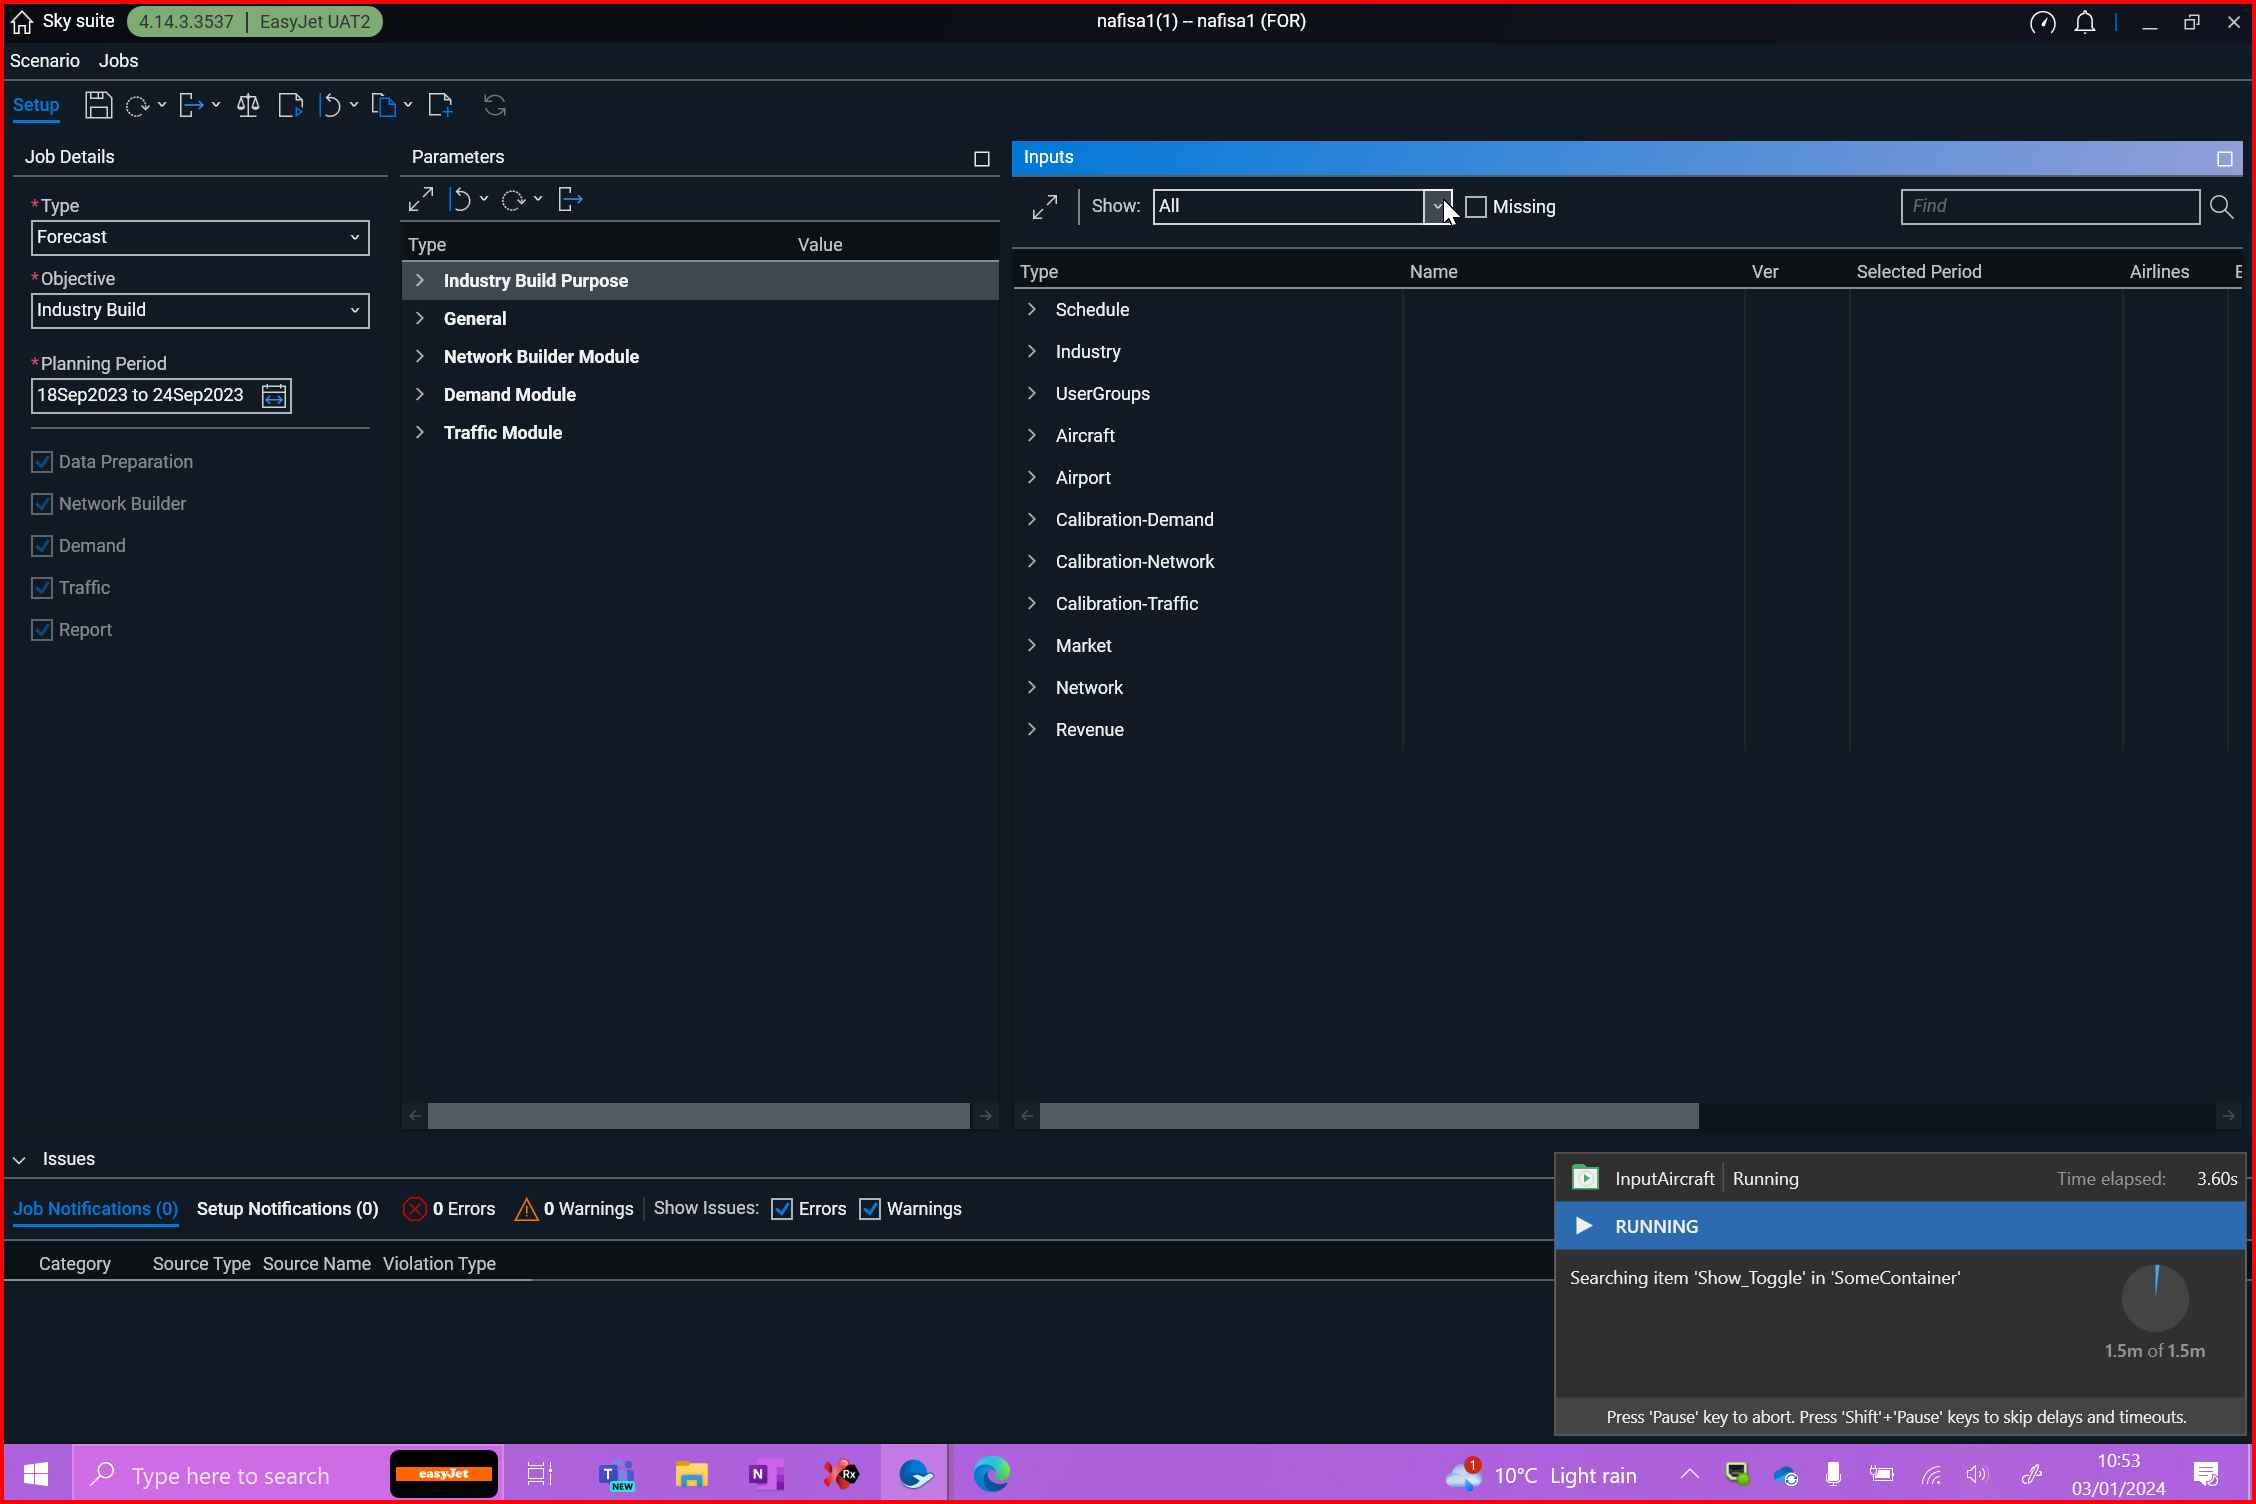 Sky suite 4.14.3.3537 | EasyJet UAT2 nafisa1(1) – nafisa1 (FOR)
Scenario Jobs
Setup
Job Details
*Type
Forecast
*Objective
Industry Build
*Planning Period
18Sep2023 to 24Sep2023
Data Preparation
Network Builder
Demand
Traffic
Report
Parameters
Type Value
Industry Build Purpose
General
Network Builder Module
Demand Module
Traffic Module
Inputs
Show: All Missing Find
Type Name Ver Selected Period Airlines
Schedule
Industry
UserGroups
Aircraft
Airport
Calibration-Demand
Calibration-Network
Calibration-Traffic
Market
Network
Revenue
Issues
Job Notifications (0) Setup Notifications (0) 0 Errors 0 Warnings Show Issues: Errors Warnings
Category Source Type Source Name Violation Type
InputAircraft Running Time elapsed: 3.60s
RUNNING
Searching item 'Show_Toggle' in 'SomeContainer'
1.5m of 1.5m
Press 'Pause' key to abort. Press 'Shift'+'Pause' keys to skip delays and timeouts.
Type here to search easyJet T NEW N Rx 1 10°C Light rain 10:53
03/01/2024